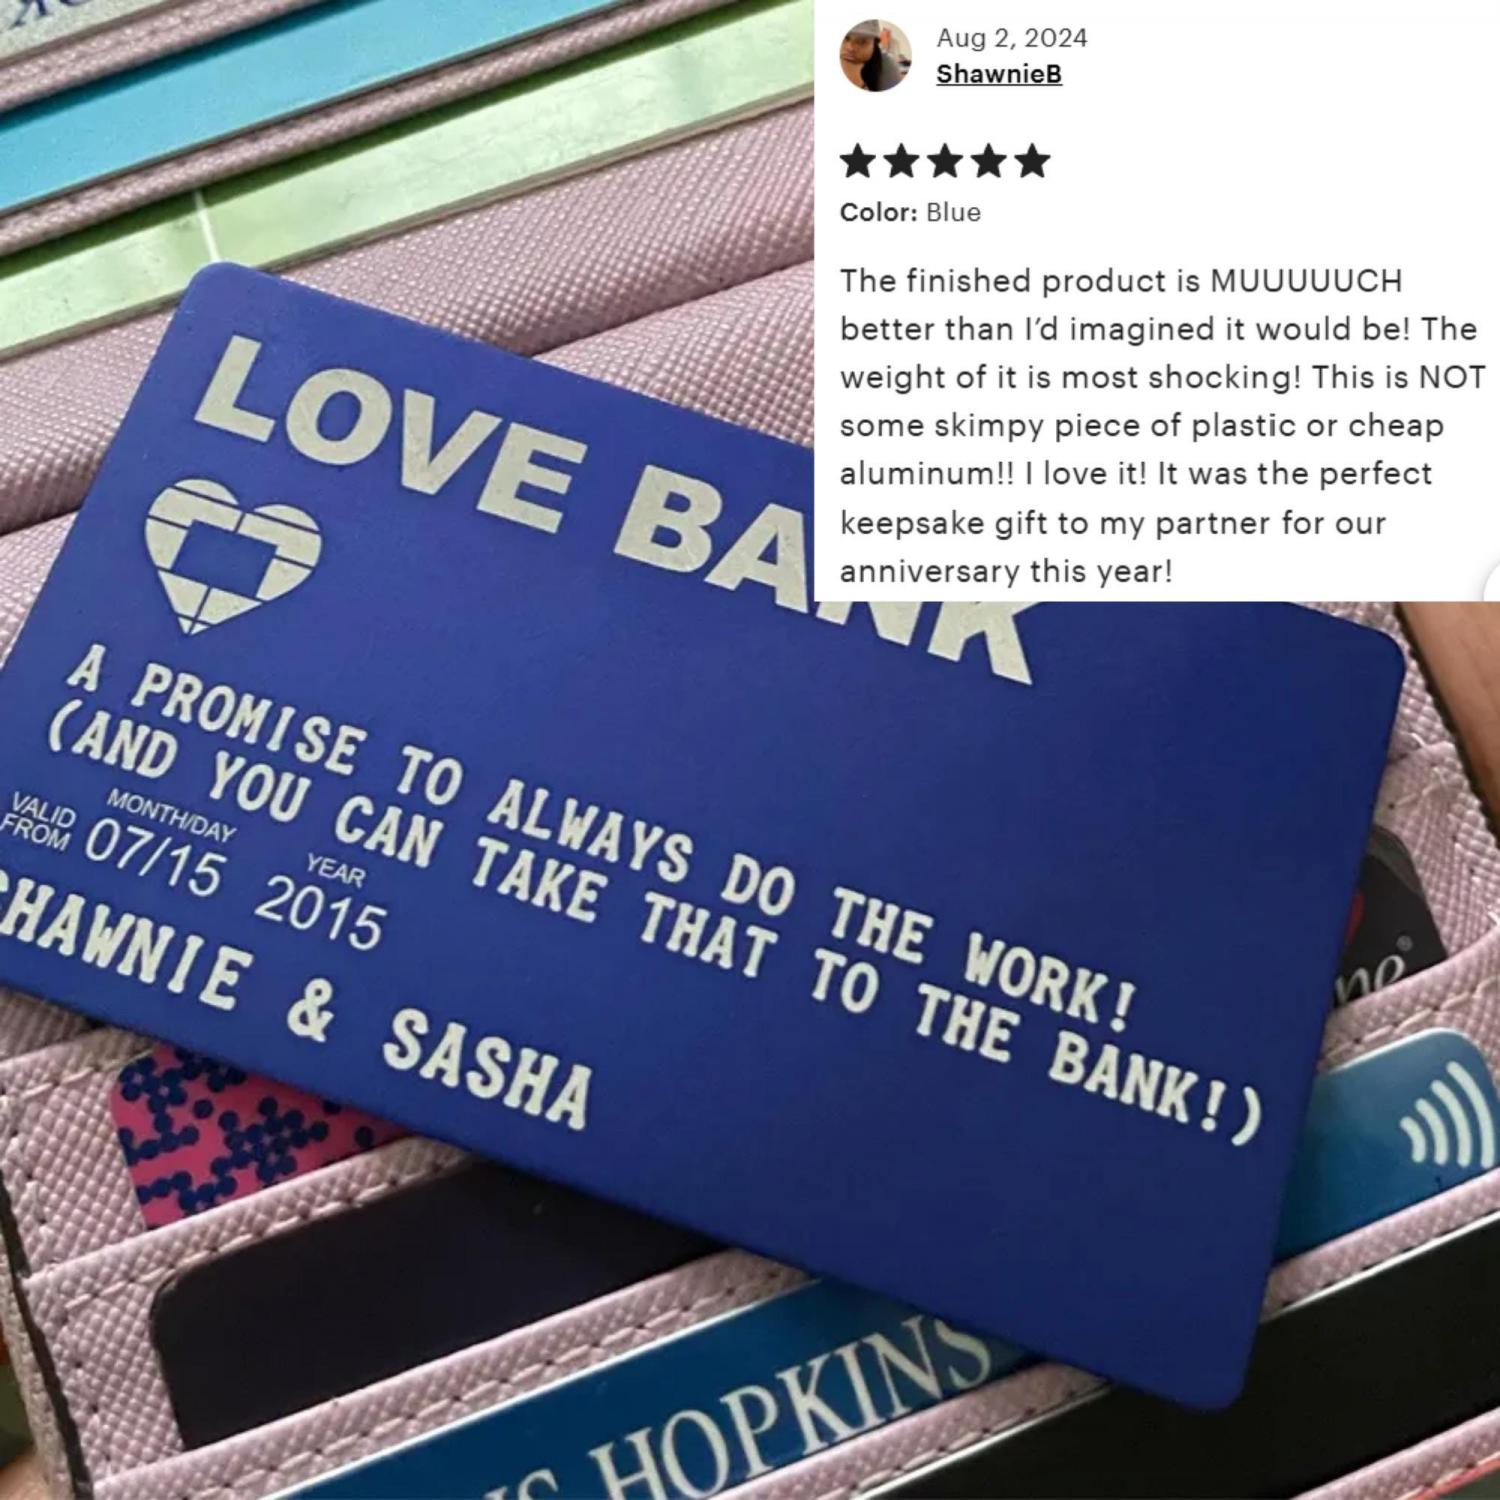 Aug 2, 2024
ShawnieB
Color: Blue
The finished product is MUUUUUCH
better than I’d imagined it would be! The
weight of it is most shocking! This is NOT
some skimpy piece of plastic or cheap
aluminum!! I love it! It was the perfect
keepsake gift to my partner for our
anniversary this year!
LOVE BANK
A PROMISE TO ALWAYS DO THE WORK!
(AND YOU CAN TAKE THAT TO THE BANK!)
VALID FROM
MONTH/DAY
07/15
YEAR
2015
SHAWNIE & SASHA
HOPKINS